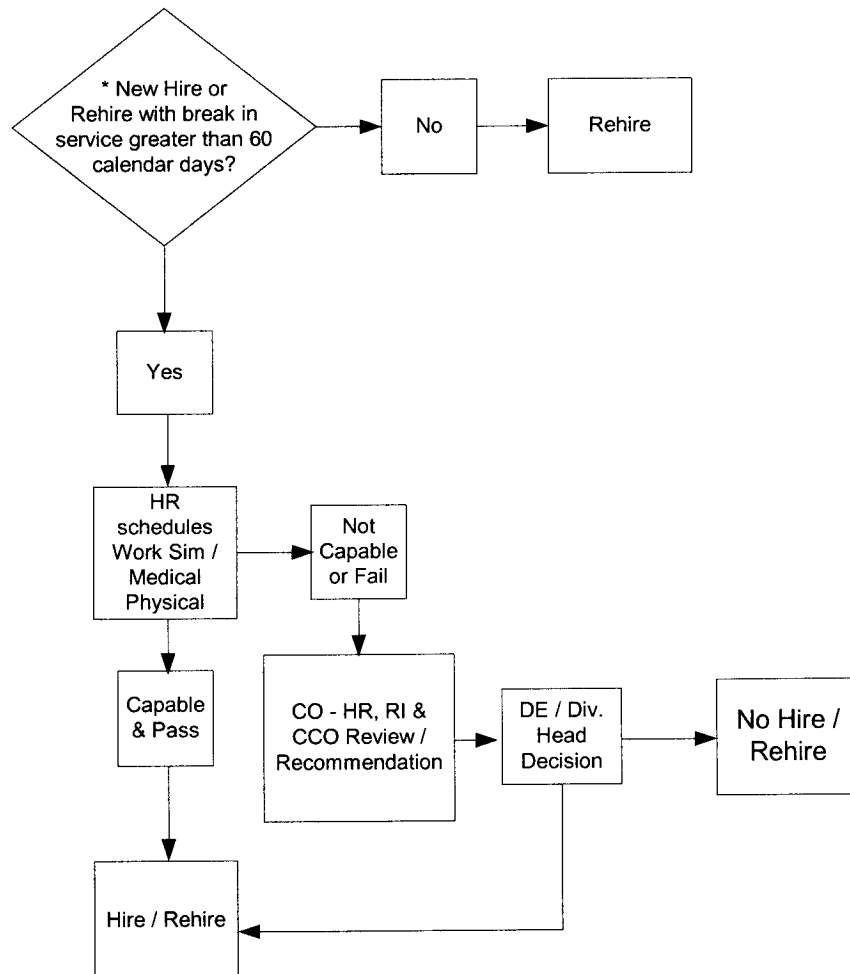 * New Hire or
Rehire with break in
service greater than 60
calendar days?
No
Rehire
Yes
HR
schedules
Work Sim /
Medical
Physical
Not
Capable
or Fail
Capable
& Pass
CO - HR, RI &
CCO Review /
Recommendation
DE / Div.
Head
Decision
No Hire /
Rehire
Hire / Rehire